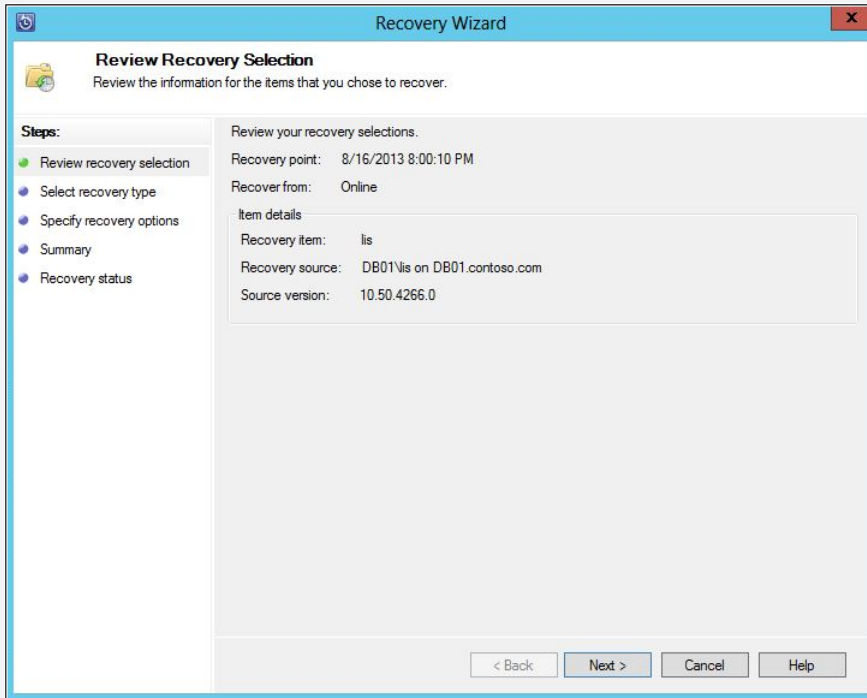 Recovery Wizard
x
Review Recovery Selection
Review the information for the items that you chose to recover.
Steps:
Review recovery selection
Select recovery type
Specify recovery options
Summary
Recovery status
Review your recovery selections.
Recovery point: 8/16/2013 8:00:10 PM
Recover from: Online
Item details
Recovery item: lis
Recovery source: DB01\lis on DB01.contoso.com
Source version: 10.50.4266.0
< Back
Next >
Cancel
Help